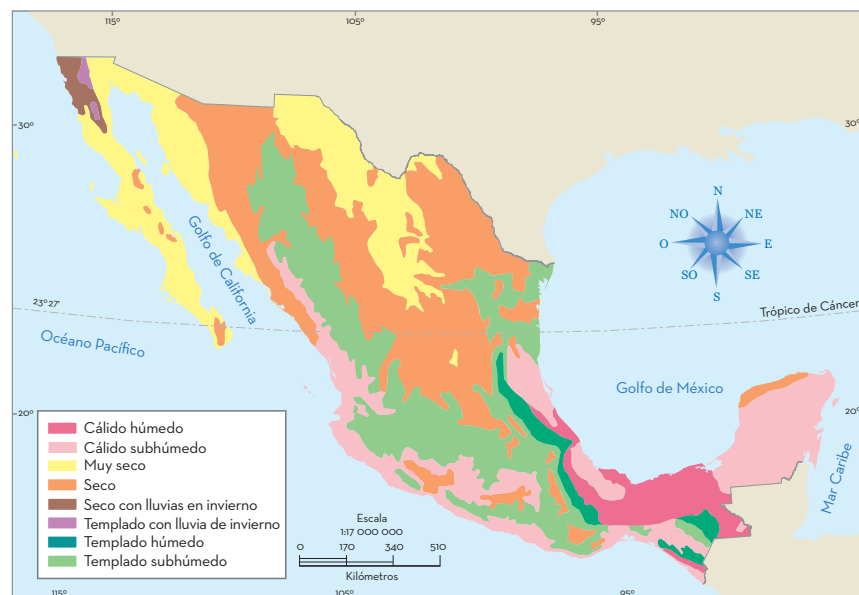 115°
105°
95°
30°
30°
N
NO
NE
O
E
SO
SE
S
Golfo de California
23° 27'
Trópico de Cáncer
Océano Pacífico
Golfo de México
20°
20°
Mar Caribe
Cálido húmedo
Cálido subhúmedo
Muy seco
Seco
Seco con lluvias en invierno
Templado con lluvia de invierno
Templado húmedo
Templado subhúmedo
Escala
1:17 000 000
0 170 340 510
Kilómetros
115°
105°
95°